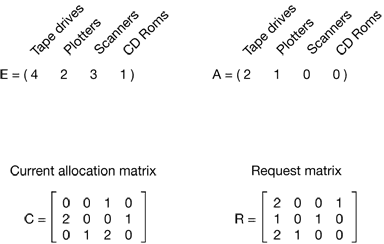 Tape drives Plotters Scanners CD Roms
E = ( 4 2 3 1 )
Tape drives Plotters Scanners CD Roms
A = ( 2 1 0 0 )
Current allocation matrix
C = [ 0 0 1 0
2 0 0 1
0 1 2 0 ]
Request matrix
R = [ 2 0 0 1
1 0 1 0
2 1 0 0 ]